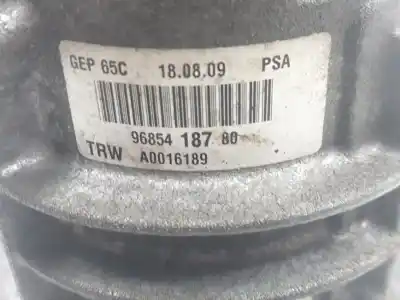 GEP 65C 18.08.09 PSA
96854 187 80
TRW A0016189